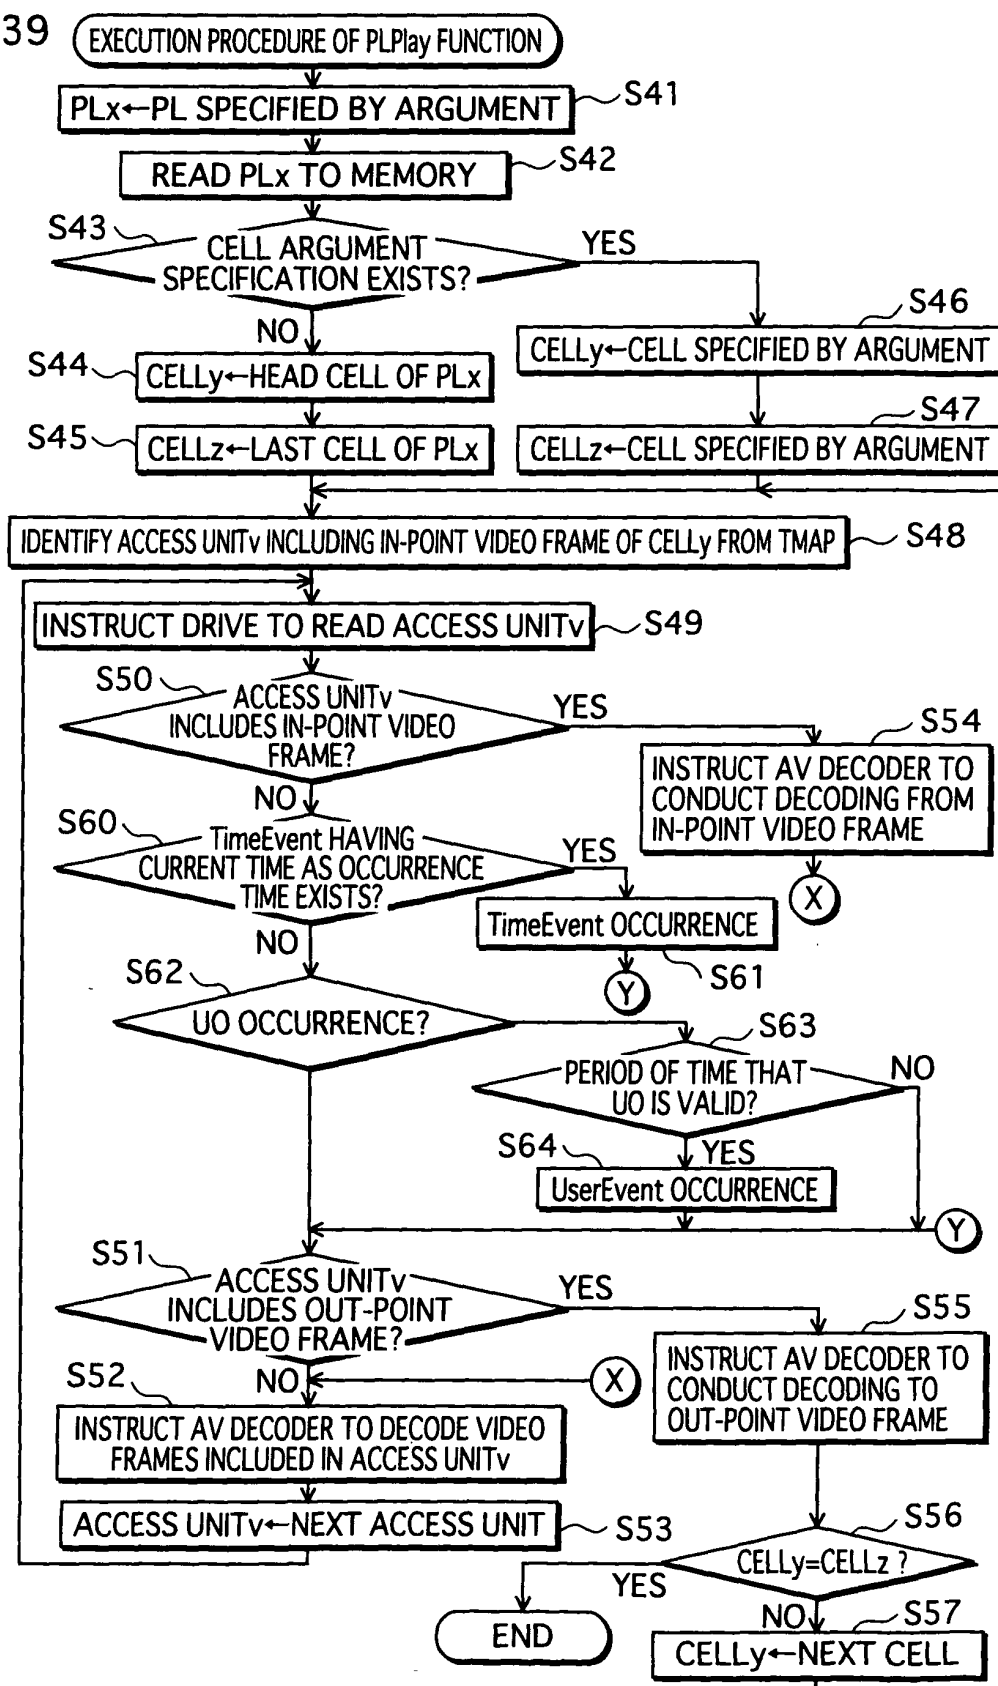 39
EXECUTION PROCEDURE OF PLPlay FUNCTION
PLx←PL SPECIFIED BY ARGUMENT
S41
READ PLx TO MEMORY
S42
S43
CELL ARGUMENT
SPECIFICATION EXISTS?
YES
NO
S44
CELLy←HEAD CELL OF PLx
S46
CELLy←CELL SPECIFIED BY ARGUMENT
S45
CELLz←LAST CELL OF PLx
S47
CELLz←CELL SPECIFIED BY ARGUMENT
IDENTIFY ACCESS UNITv INCLUDING IN-POINT VIDEO FRAME OF CELLy FROM TMAP
S48
INSTRUCT DRIVE TO READ ACCESS UNITv
S49
S50
ACCESS UNITv
INCLUDES IN-POINT VIDEO
FRAME?
YES
NO
S54
INSTRUCT AV DECODER TO
CONDUCT DECODING FROM
IN-POINT VIDEO FRAME
X
S60
TimeEvent HAVING
CURRENT TIME AS OCCURRENCE
TIME EXISTS?
YES
NO
TimeEvent OCCURRENCE
S61
Y
S62
UO OCCURRENCE?
S63
PERIOD OF TIME THAT
UO IS VALID?
NO
YES
S64
UserEvent OCCURRENCE
Y
S51
ACCESS UNITv
INCLUDES OUT-POINT
VIDEO FRAME?
YES
NO
X
S55
INSTRUCT AV DECODER TO
CONDUCT DECODING TO
OUT-POINT VIDEO FRAME
S52
INSTRUCT AV DECODER TO DECODE VIDEO
FRAMES INCLUDED IN ACCESS UNITv
ACCESS UNITv←NEXT ACCESS UNIT
S53
S56
CELLy=CELLz ?
YES
NO
END
S57
CELLy←NEXT CELL